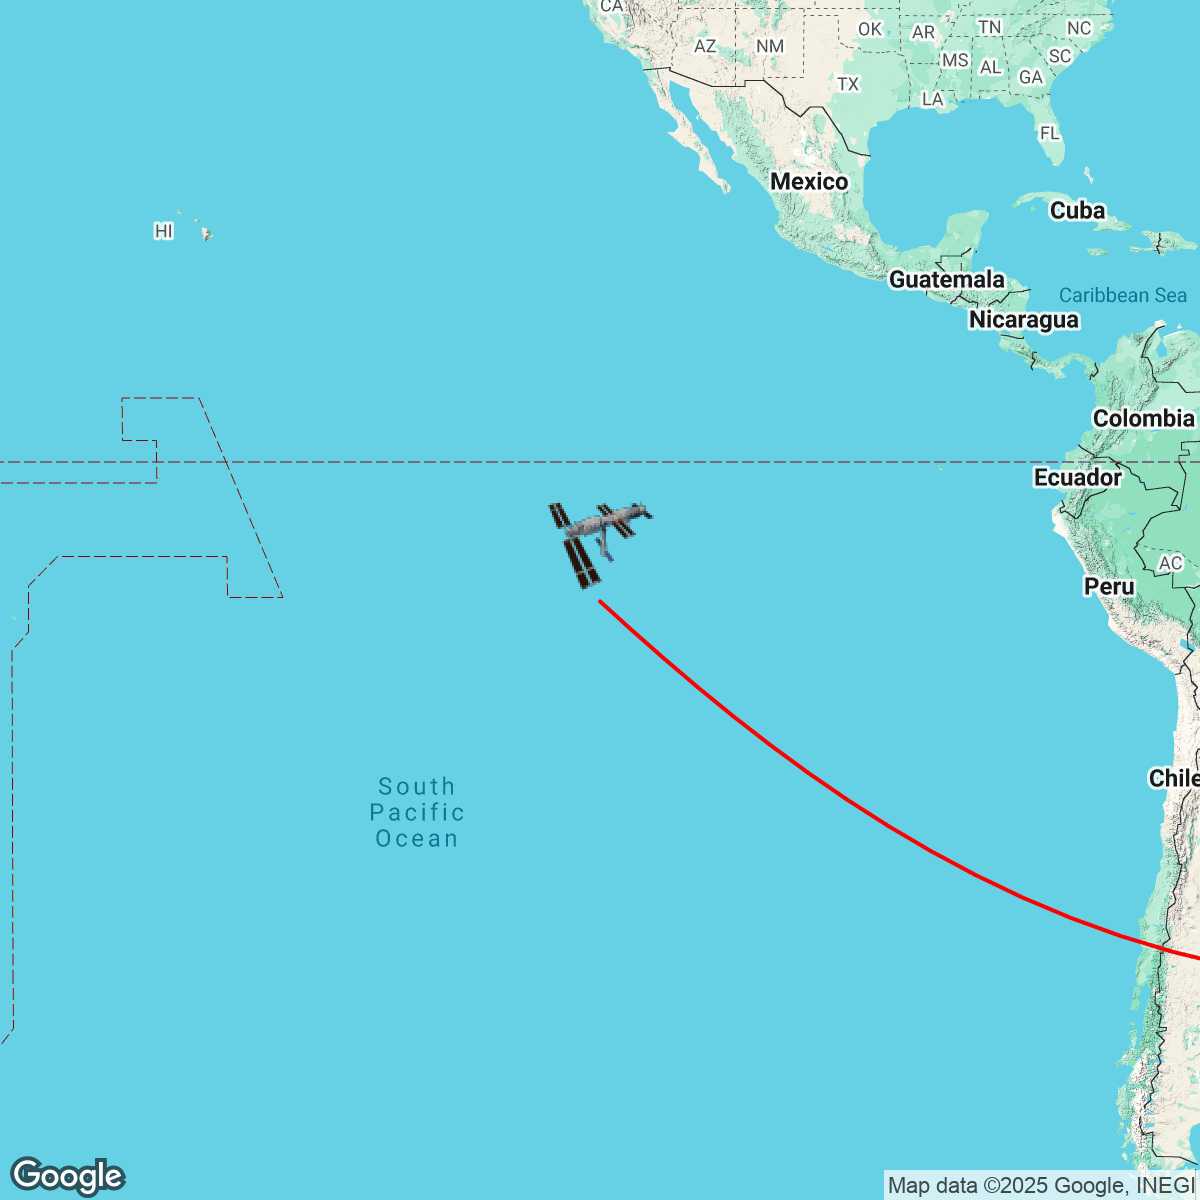 CA
OK
AR
TN
NC
AZ
NM
MS
AL
SC
GA
TX
LA
FL
Mexico
Cuba
HI
Guatemala
Caribbean Sea
Nicaragua
Colombia
Ecuador
AC
Peru
Chile
South
Pacific
Ocean
Google
Map data ©2025 Google, INEGI